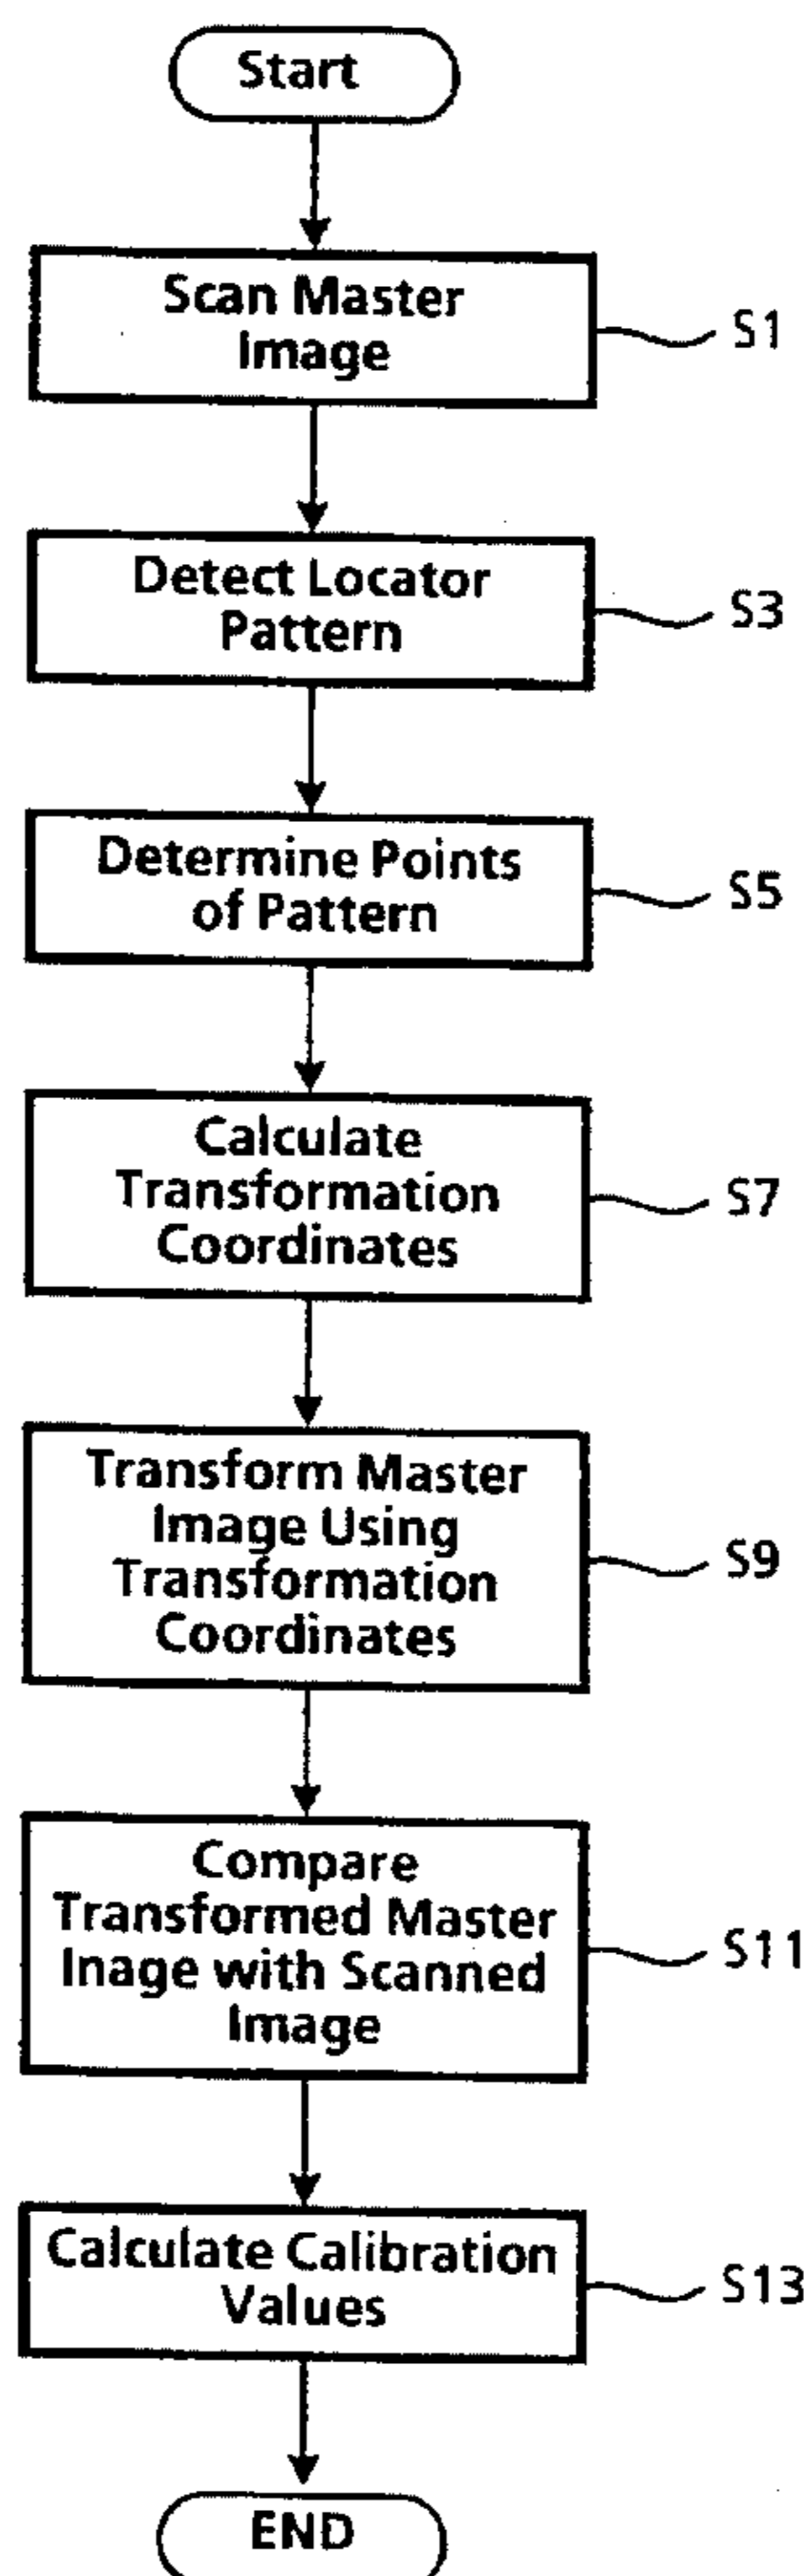 Start
Scan Master
Image
S1
Detect Locator
Pattern
S3
Determine Points
of Pattern
S5
Calculate
Transformation
Coordinates
S7
Transform Master
Image Using
Transformation
Coordinates
S9
Compare
Transformed Master
Inage with Scanned
Image
S11
Calculate Calibration
Values
S13
END